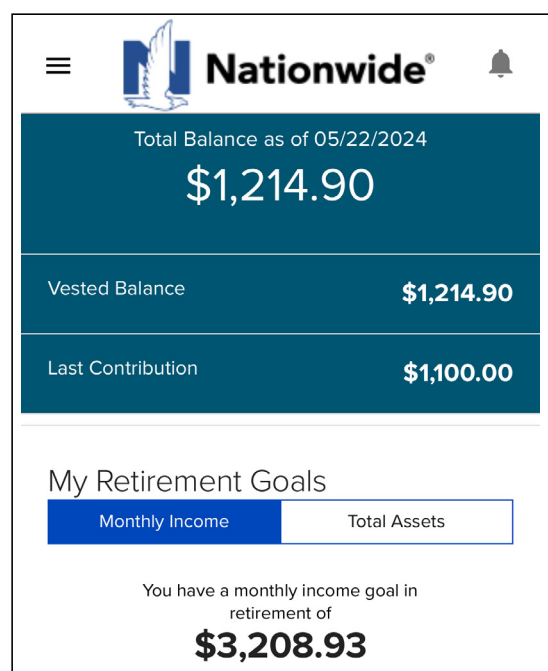 Nationwide®
Total Balance as of 05/22/2024
$1,214.90
Vested Balance $1,214.90
Last Contribution $1,100.00
My Retirement Goals
Monthly Income Total Assets
You have a monthly income goal in
retirement of
$3,208.93